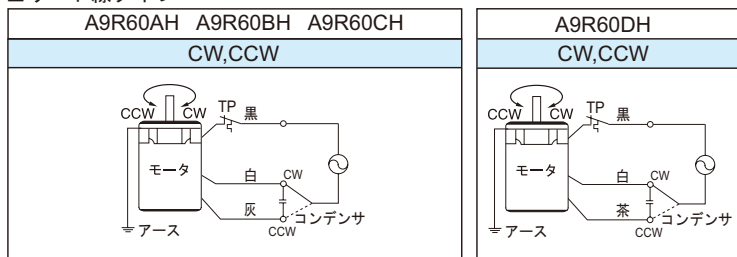 A9R60AH A9R60BH A9R60CH
CW,CCW
CCW CW TP 黒
モータ
白 CW
灰
コンデンサ
アース CCW
A9R60DH
CW,CCW
CCW CW TP 黒
モータ
白 CW
茶
コンデンサ
アース CCW